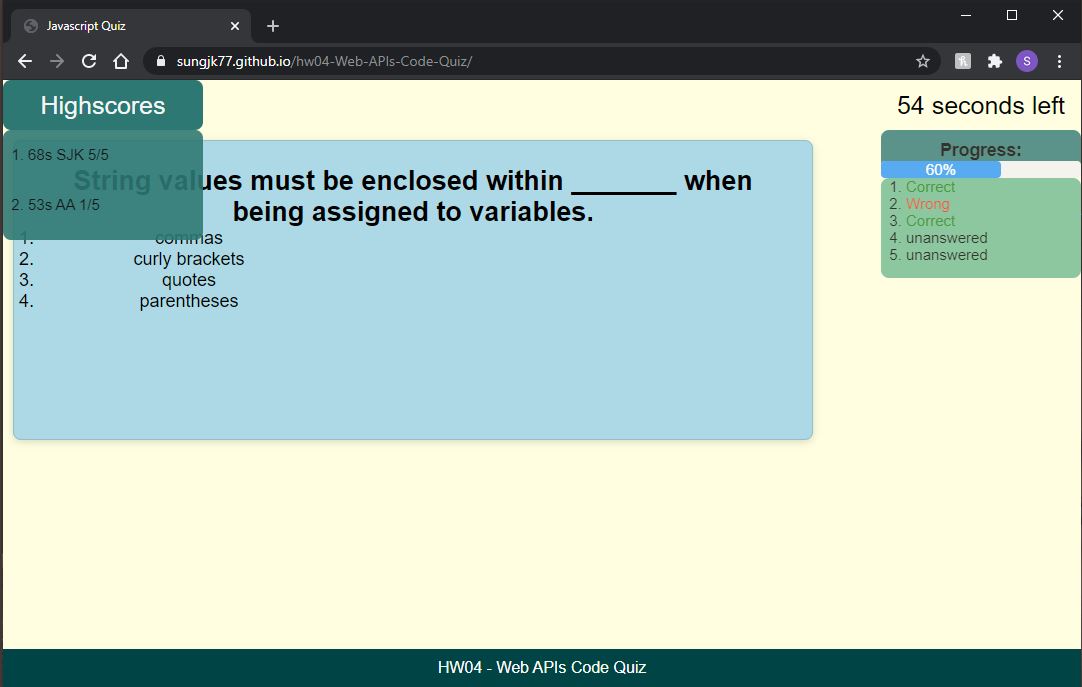 Javascript Quiz
sungjk77.github.io/hw04-Web-APIs-Code-Quiz/
S
Highscores
54 seconds left
1. 68s SJK 5/5
2. 53s AA 1/5
String values must be enclosed within _______ when
being assigned to variables.
1. commas
2. curly brackets
3. quotes
4. parentheses
Progress:
60%
1. Correct
2. Wrong
3. Correct
4. unanswered
5. unanswered
HW04 - Web APIs Code Quiz